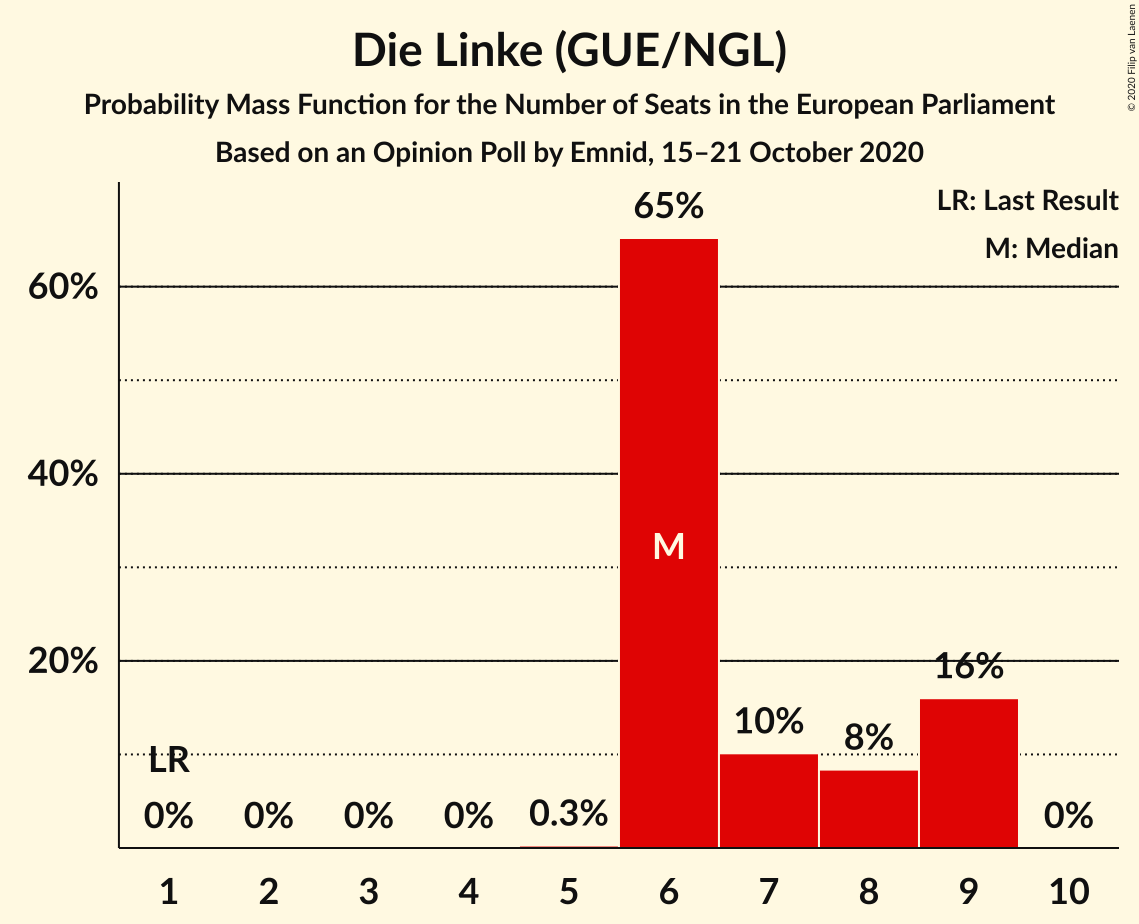 Die Linke (GUE/NGL)
Probability Mass Function for the Number of Seats in the European Parliament
Based on an Opinion Poll by Emnid, 15–21 October 2020
© 2020 Filip van Laenen
LR: Last Result
M: Median
65%
60%
40%
M
20%
16%
10%
8%
LR
0%
0%
0%
0%
0.3%
0%
1 2 3 4 5 6 7 8 9 10